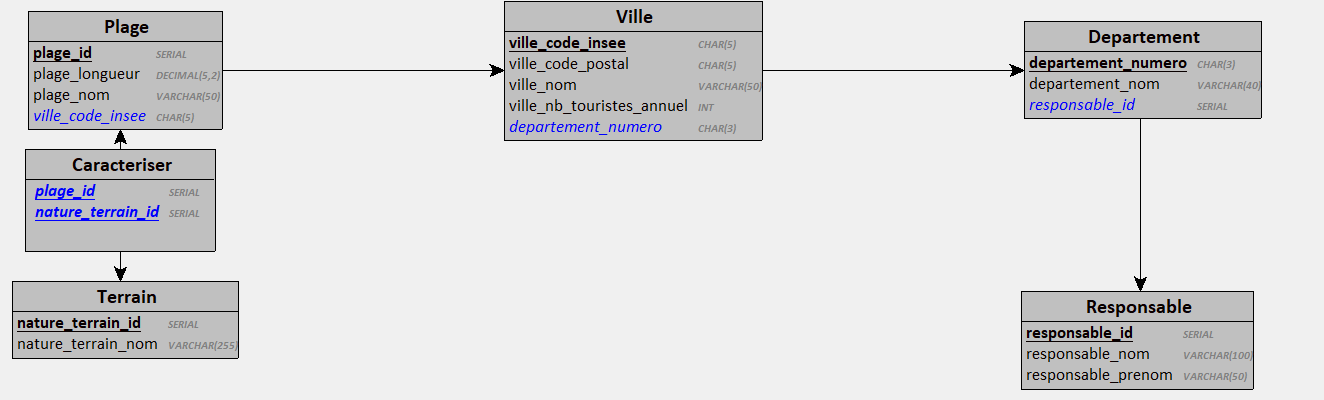 Plage
plage_id SERIAL
plage_longueur DECIMAL(5,2)
plage_nom VARCHAR(50)
ville_code_insee CHAR(5)
Caracteriser
plage_id SERIAL
nature_terrain_id SERIAL
Terrain
nature_terrain_id SERIAL
nature_terrain_nom VARCHAR(255)
Ville
ville_code_insee CHAR(5)
ville_code_postal CHAR(5)
ville_nom VARCHAR(50)
ville_nb_touristes_annuel INT
departement_numero CHAR(3)
Departement
departement_numero CHAR(3)
departement_nom VARCHAR(40)
responsable_id SERIAL
Responsable
responsable_id SERIAL
responsable_nom VARCHAR(100)
responsable_prenom VARCHAR(50)